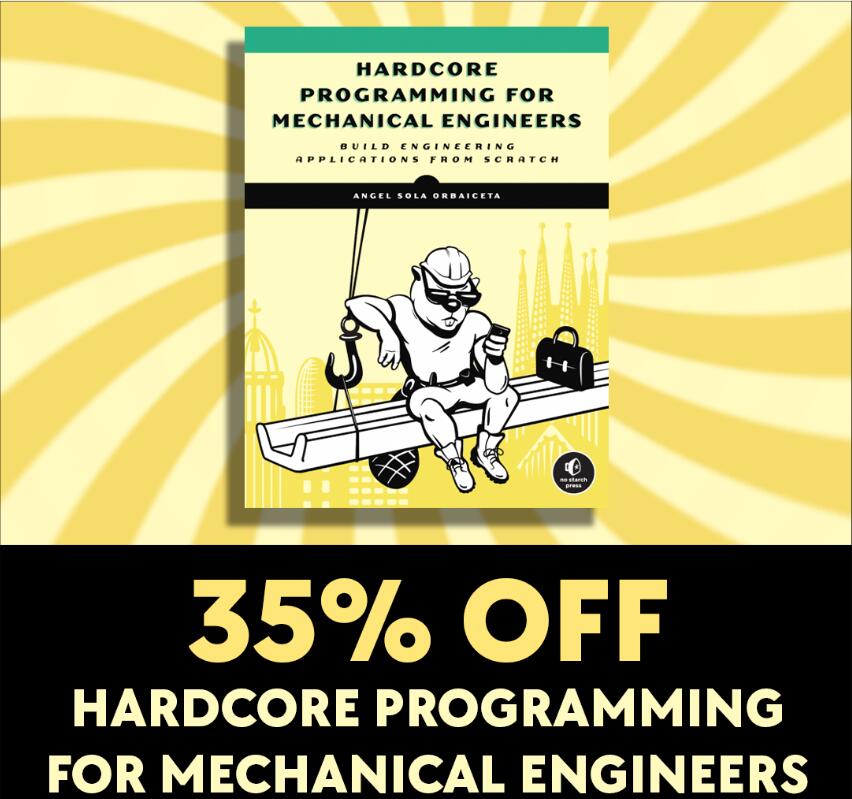 HARDCORE
PROGRAMMING FOR
MECHANICAL ENGINEERS
BUILD ENGINEERING
APPLICATIONS FROM SCRATCH
ANGEL SOLA ORBAICETA
no starch
press
35% OFF
HARDCORE PROGRAMMING
FOR MECHANICAL ENGINEERS